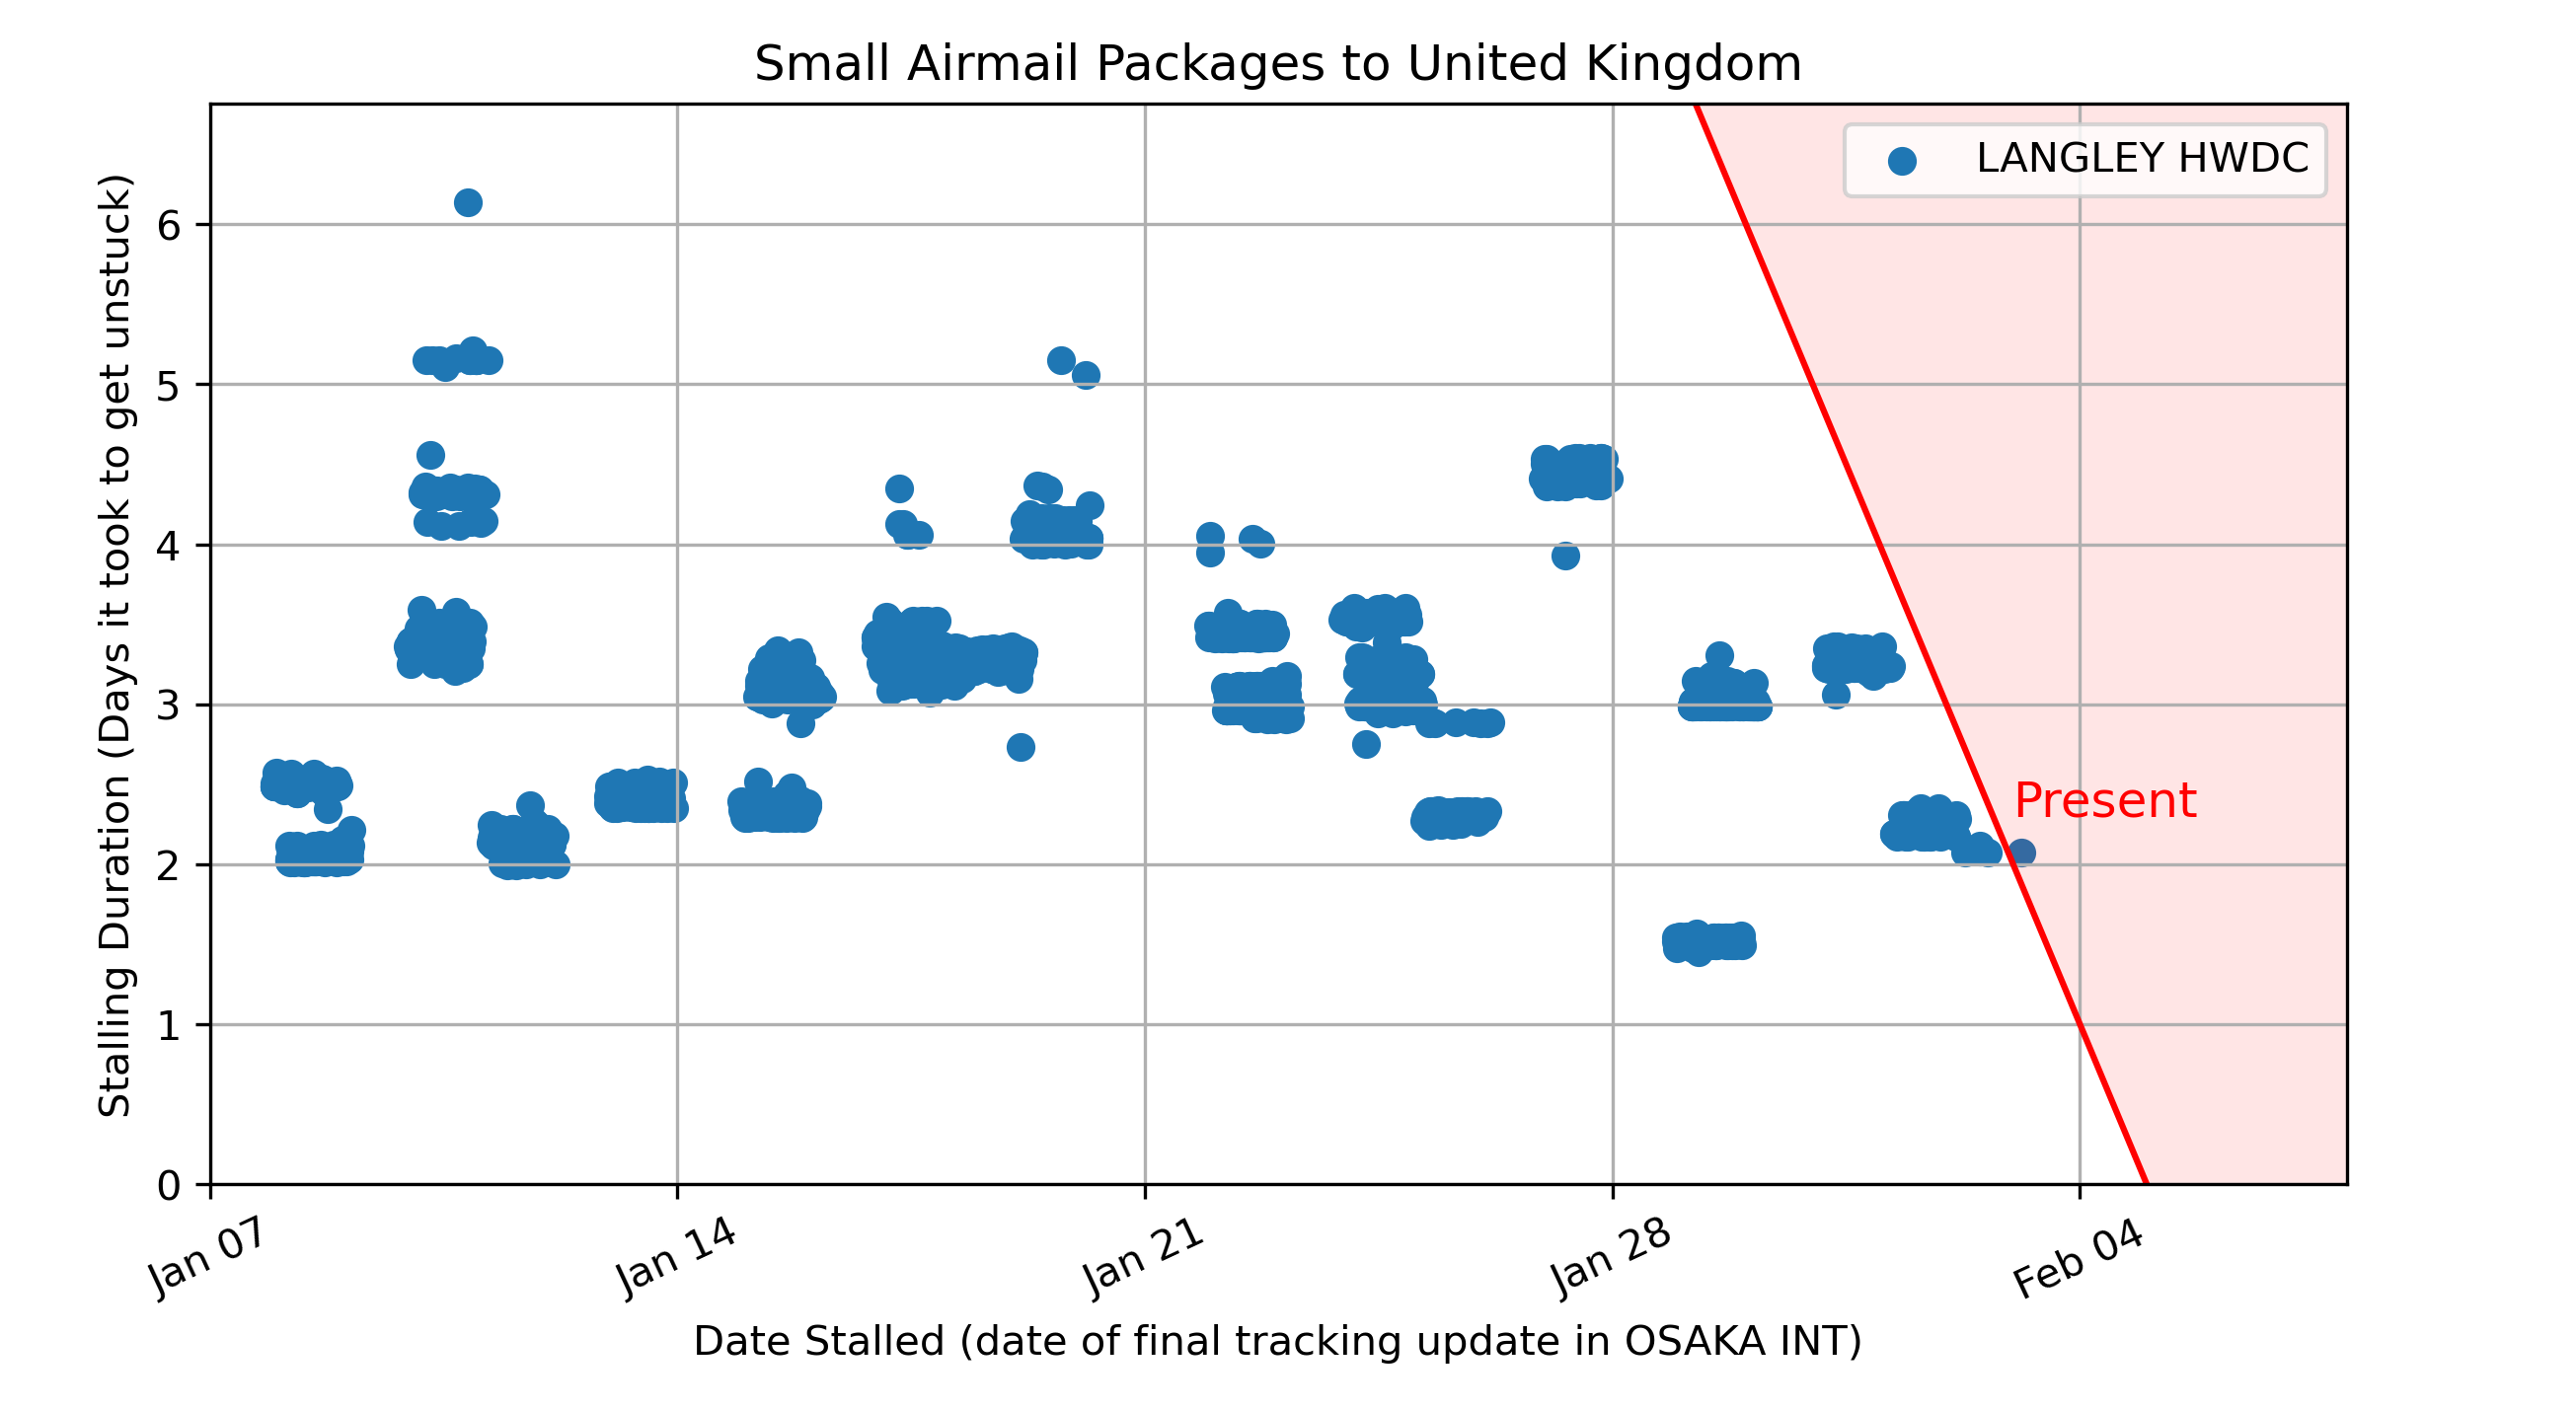 Small Airmail Packages to United Kingdom
LANGLEY HWDC
Stalling Duration (Days it took to get unstuck)
6
5
4
3
2
1
0
Present
Jan 07
Jan 14
Jan 21
Jan 28
Feb 04
Date Stalled (date of final tracking update in OSAKA INT)